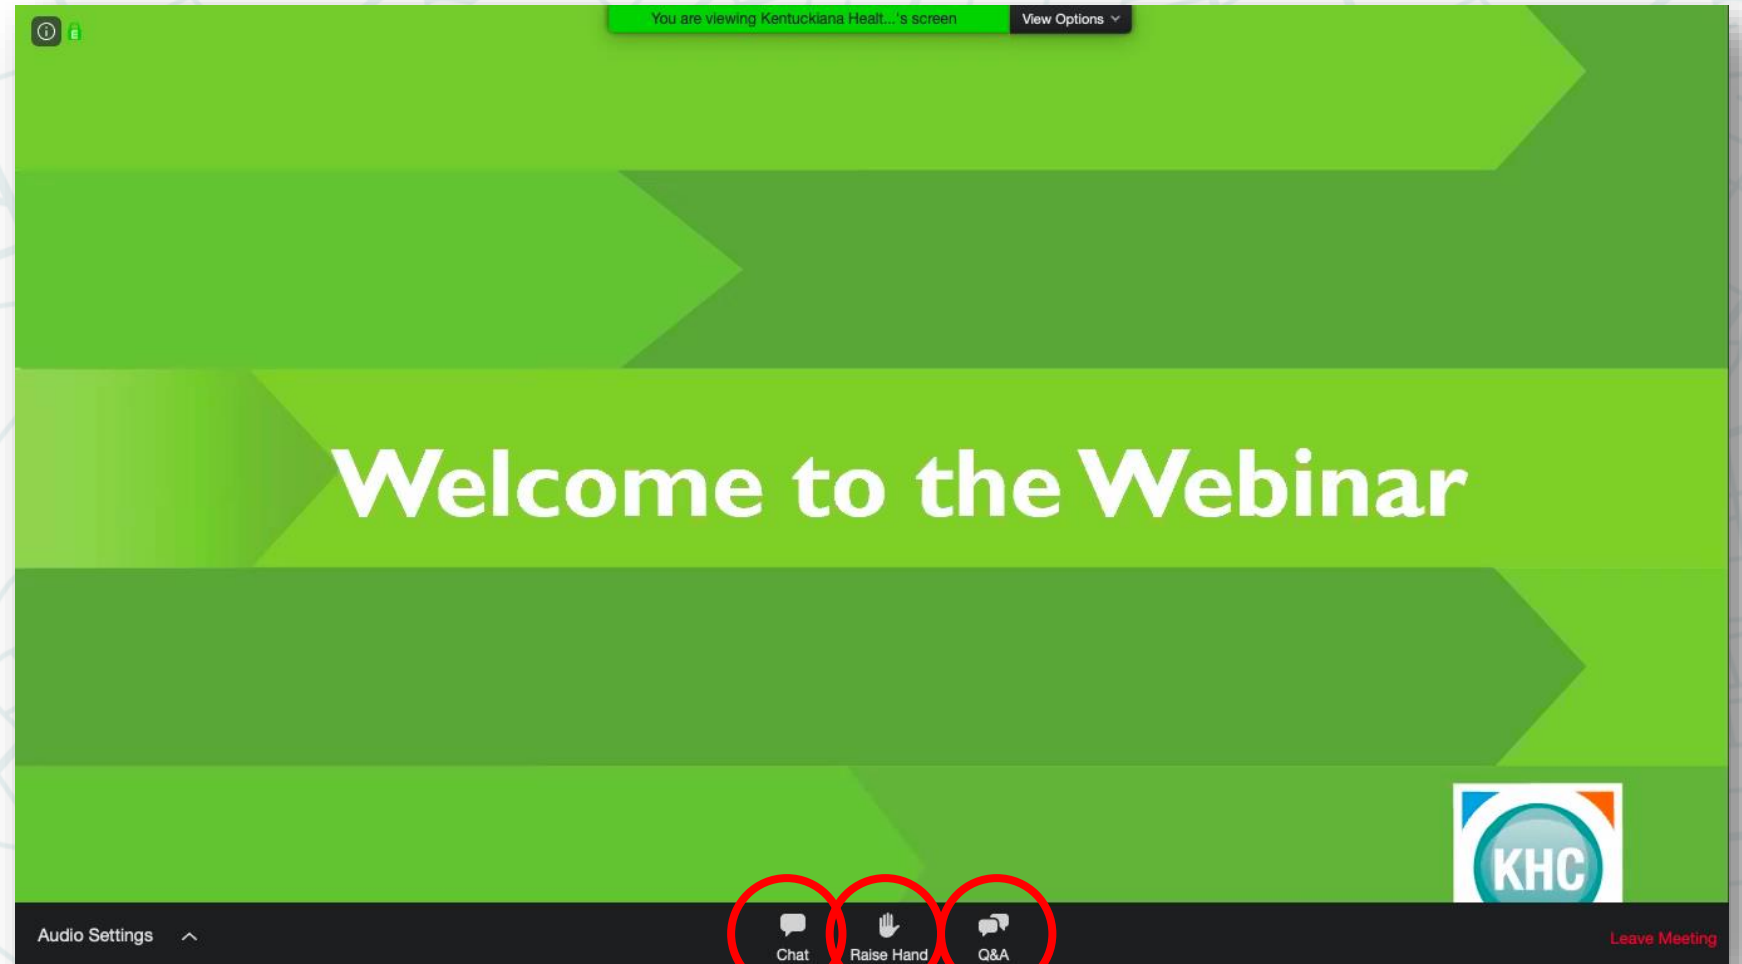 You are viewing Kentuckiana Healt...'s screen
View Options
E
Welcome to the Webinar
KHC
Audio Settings
Chat
Raise Hand
Q&A
Leave Meeting